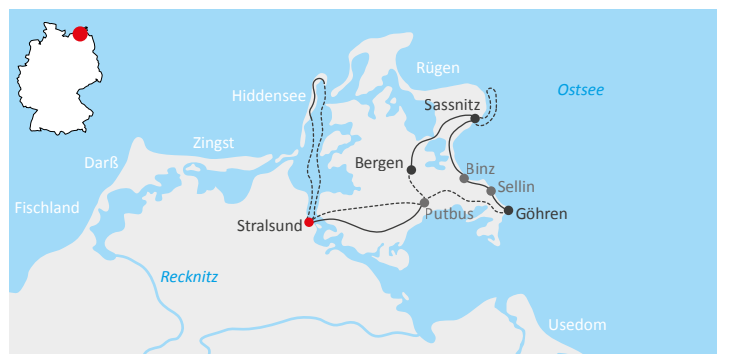 Rügen
Ostsee
Hiddensee
Sassnitz
Zingst
Darß
Bergen
Binz
Sellin
Fischland
Putbus
Göhren
Stralsund
Recknitz
Usedom